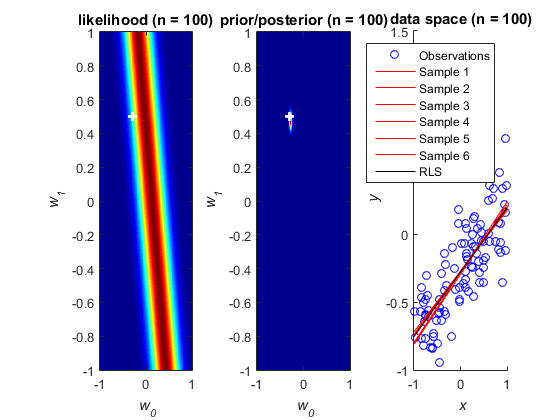 likelihood (n = 100)
1
0.8
0.6
0.4
0.2
0
-0.2
-0.4
-0.6
-0.8
-1
w1
-1 0 1
w0
prior/posterior (n = 100)
1
0.8
0.6
0.4
0.2
0
-0.2
-0.4
-0.6
-0.8
-1
w1
-1 0 1
w0
data space (n = 100)
1.5
0
-0.5
-1
y
-1 0 1
x
Observations
Sample 1
Sample 2
Sample 3
Sample 4
Sample 5
Sample 6
RLS